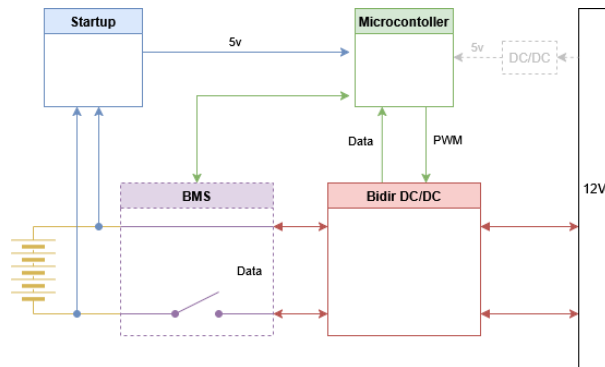 Startup
Microcontoller
5v
5v
DC/DC
Data
PWM
12V
BMS
Bidir DC/DC
Data